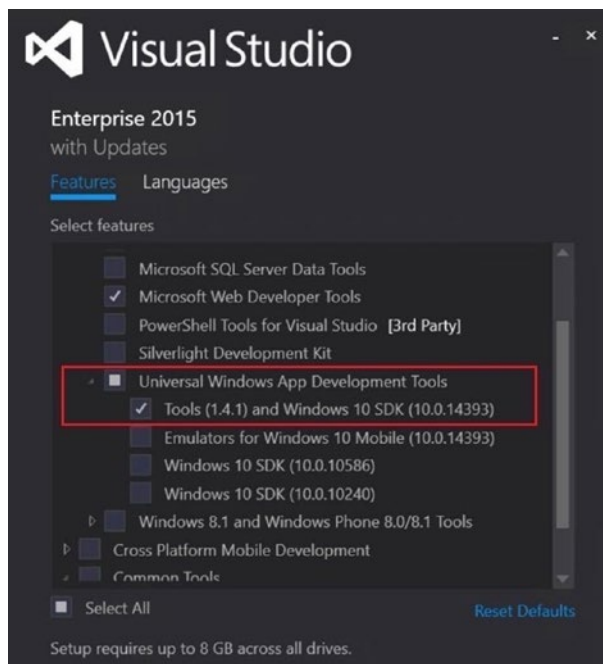 Visual Studio
Enterprise 2015
with Updates
Features Languages
Select features
Microsoft SQL Server Data Tools
Microsoft Web Developer Tools
PowerShell Tools for Visual Studio [3rd Party]
Silverlight Development Kit
Universal Windows App Development Tools
Tools (1.4.1) and Windows 10 SDK (10.0.14393)
Emulators for Windows 10 Mobile (10.0.14393)
Windows 10 SDK (10.0.10586)
Windows 10 SDK (10.0.10240)
Windows 8.1 and Windows Phone 8.0/8.1 Tools
Cross Platform Mobile Development
Common Tools
Select All Reset Defaults
Setup requires up to 8 GB across all drives.